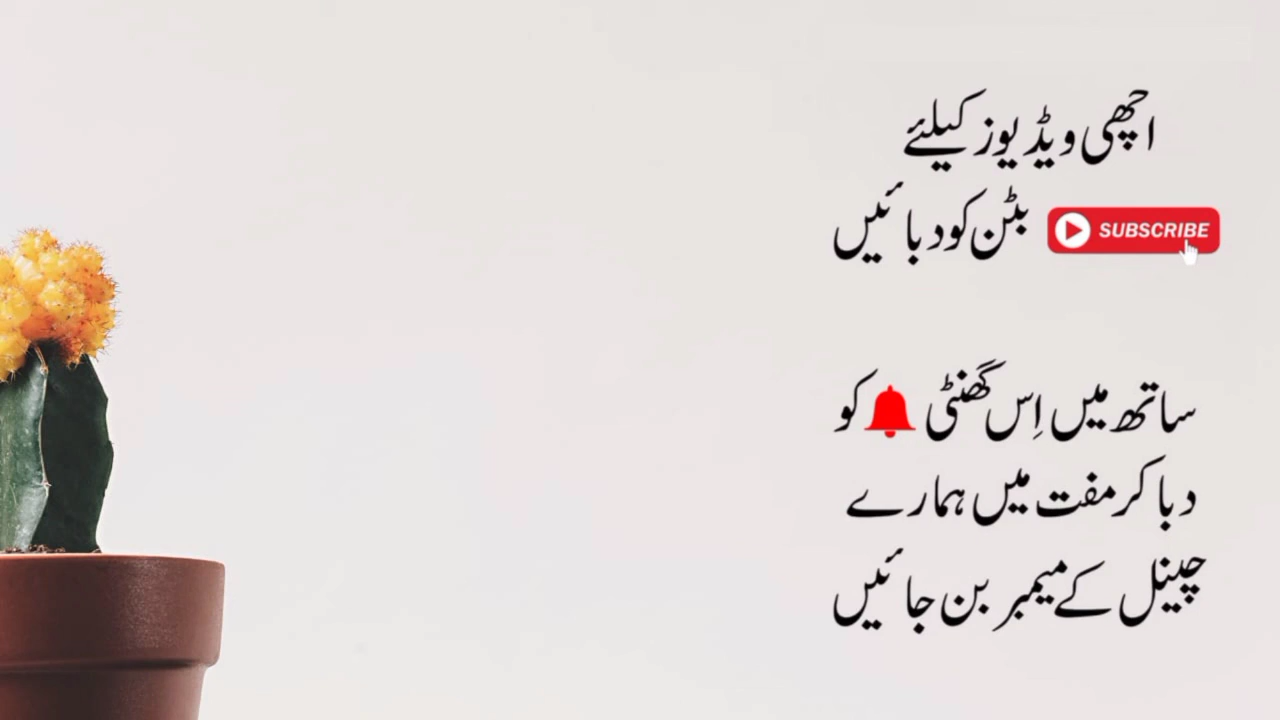 اچھی ویڈیوز کیلئے
SUBSCRIBE بٹن کو دبائیں
ساتھ میں اِس گھنٹی کو
دبا کر مفت میں ہمارے
چینل کے میمبر بن جائیں